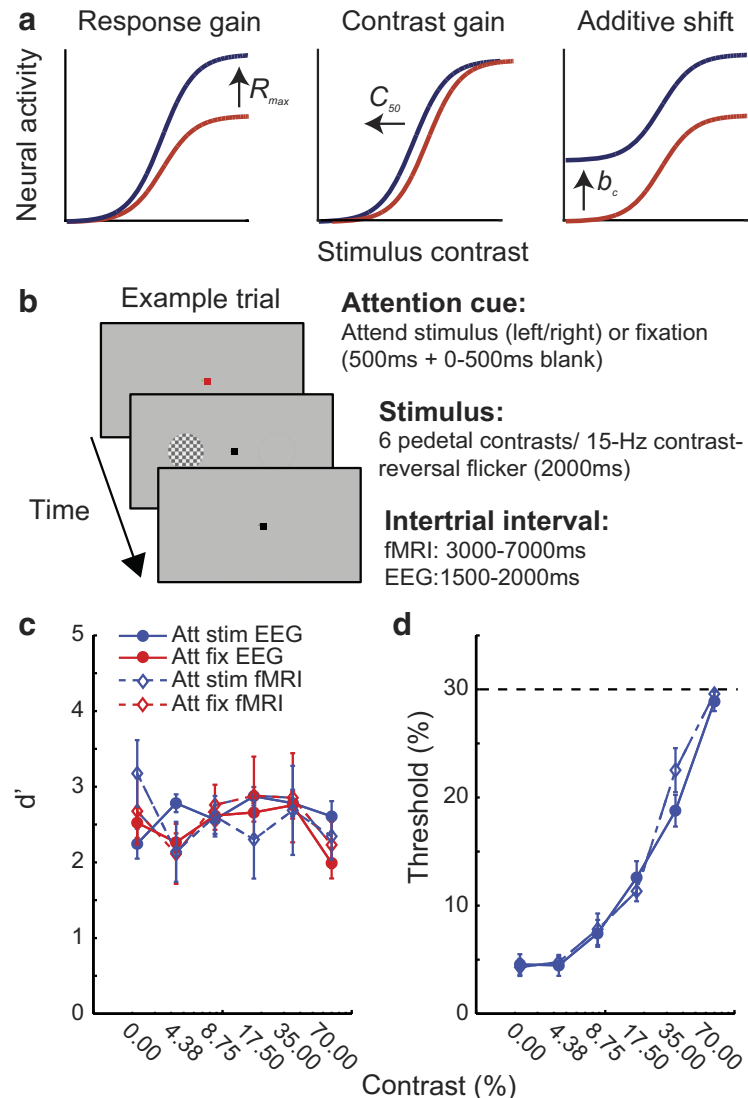 a
Response gain
Contrast gain
Additive shift
Neural activity
Rmax
C50
bc
Stimulus contrast
b
Example trial
Time
Attention cue:
Attend stimulus (left/right) or fixation
(500ms + 0-500ms blank)
Stimulus:
6 pedetal contrasts/ 15-Hz contrast-
reversal flicker (2000ms)
Intertrial interval:
fMRI: 3000-7000ms
EEG:1500-2000ms
c
Att stim EEG
Att fix EEG
Att stim fMRI
Att fix fMRI
d'
5
4
3
2
1
0
0.00
4.38
8.75
17.50
35.00
70.00
d
Threshold (%)
30
20
10
0
0.00
4.38
8.75
17.50
35.00
70.00
Contrast (%)